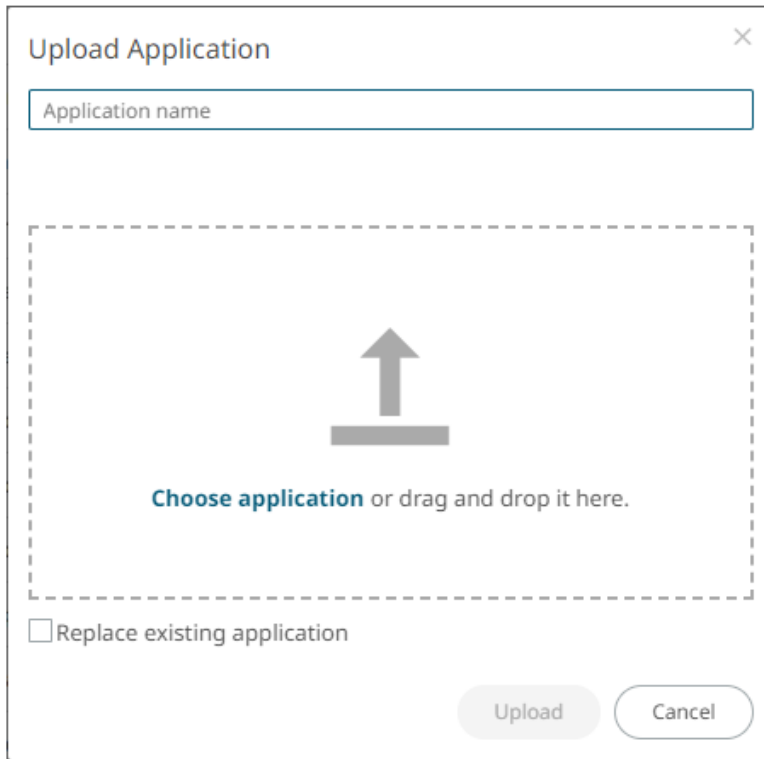 Upload Application
Application name
Choose application or drag and drop it here.
Replace existing application
Upload
Cancel